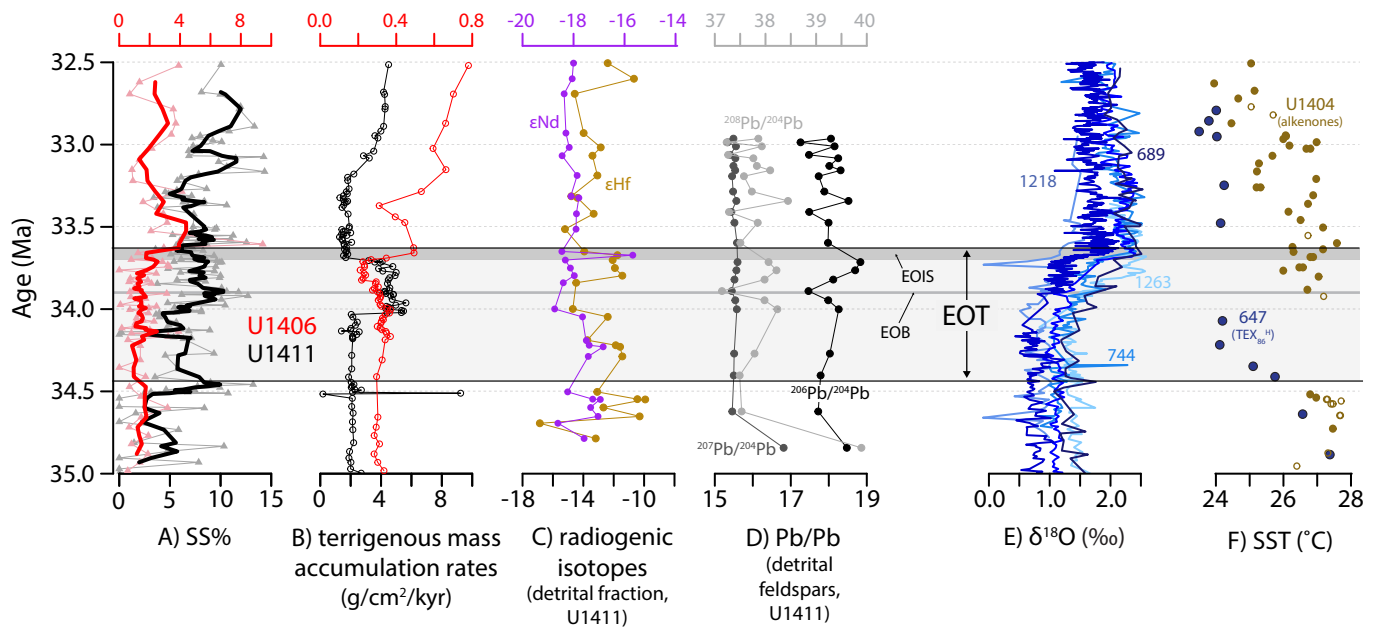 0 4 8
0.0 0.4 0.8
-20 -18 -16 -14
37 38 39 40
Age (Ma)
32.5
33.0
33.5
34.0
34.5
35.0
U1406
U1411
εNd
εHf
²⁰⁸Pb/²⁰⁴Pb
²⁰⁶Pb/²⁰⁴Pb
²⁰⁷Pb/²⁰⁴Pb
EOIS
EOB
EOT
1218
689
1263
744
U1404
(alkenones)
647
(TEX₈₆ᴴ)
0 5 10 15
0 4 8
-18 -14 -10
15 17 19
0.0 1.0 2.0
24 26 28
A) SS%
B) terrigenous mass
accumulation rates
(g/cm²/kyr)
C) radiogenic
isotopes
(detrital fraction,
U1411)
D) Pb/Pb
(detrital
feldspars,
U1411)
E) δ¹⁸O (‰)
F) SST (˚C)